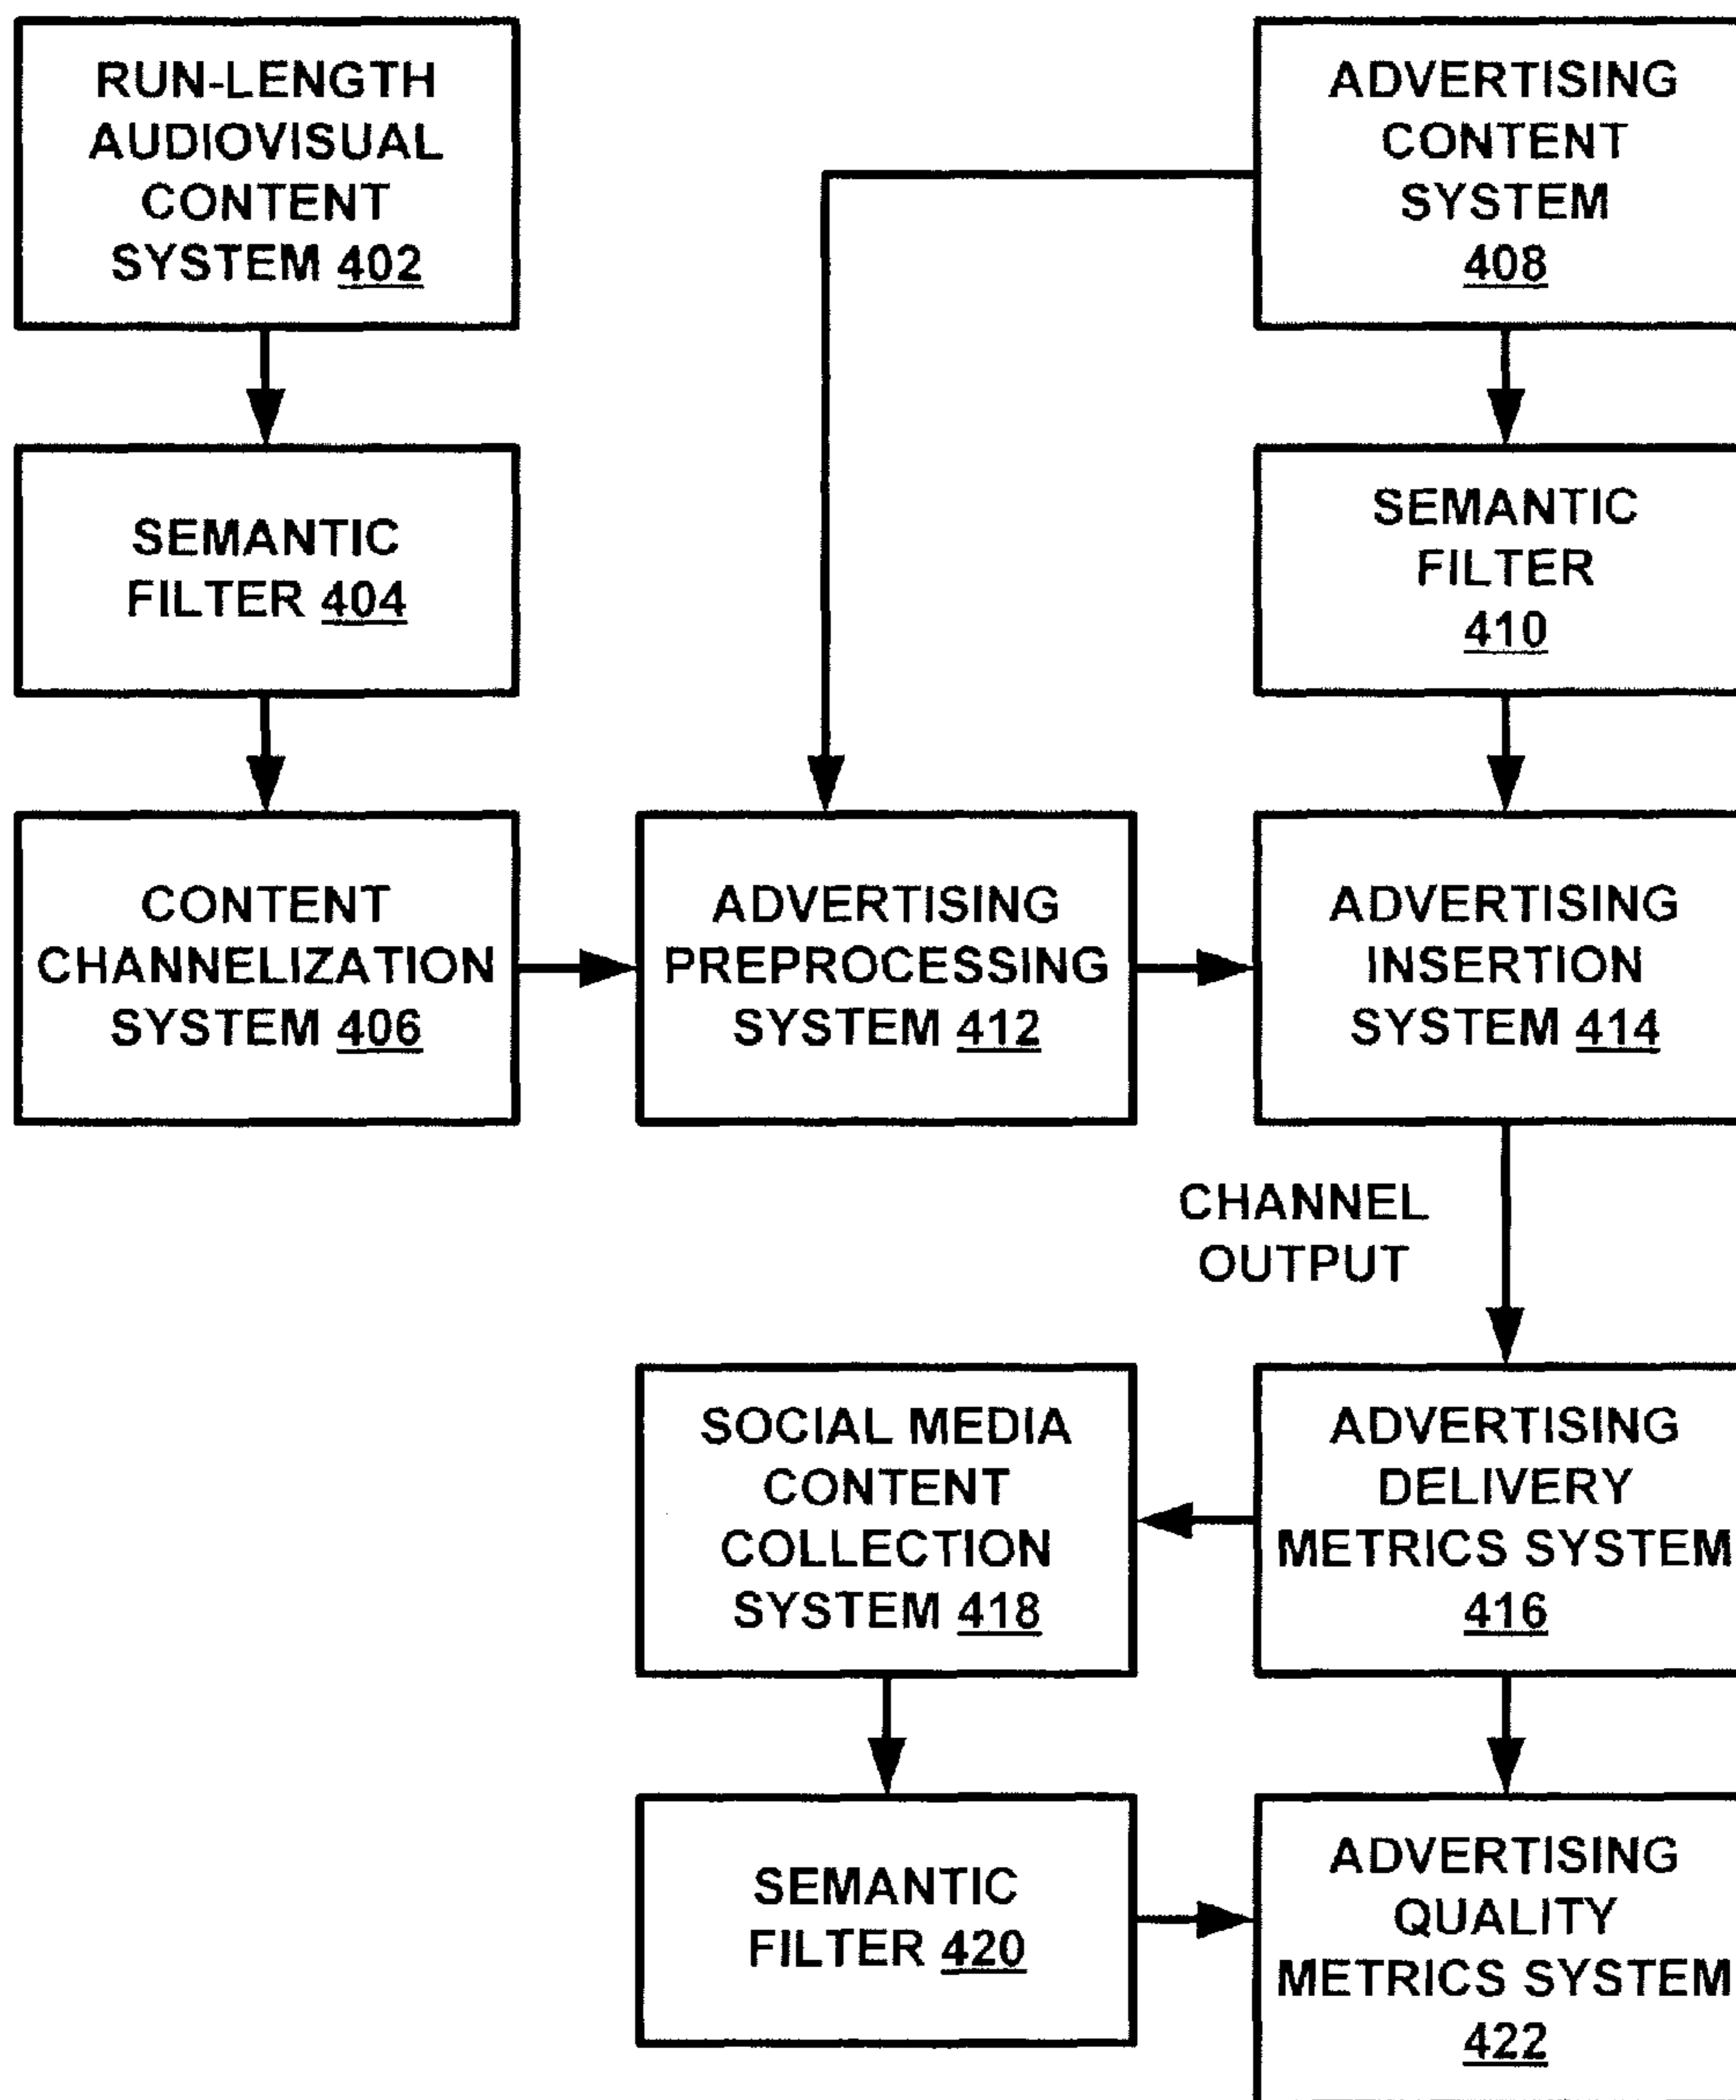 RUN-LENGTH
AUDIOVISUAL
CONTENT
SYSTEM 402
ADVERTISING
CONTENT
SYSTEM
408
SEMANTIC
FILTER 404
SEMANTIC
FILTER
410
CONTENT
CHANNELIZATION
SYSTEM 406
ADVERTISING
PREPROCESSING
SYSTEM 412
ADVERTISING
INSERTION
SYSTEM 414
CHANNEL
OUTPUT
SOCIAL MEDIA
CONTENT
COLLECTION
SYSTEM 418
ADVERTISING
DELIVERY
METRICS SYSTEM
416
SEMANTIC
FILTER 420
ADVERTISING
QUALITY
METRICS SYSTEM
422